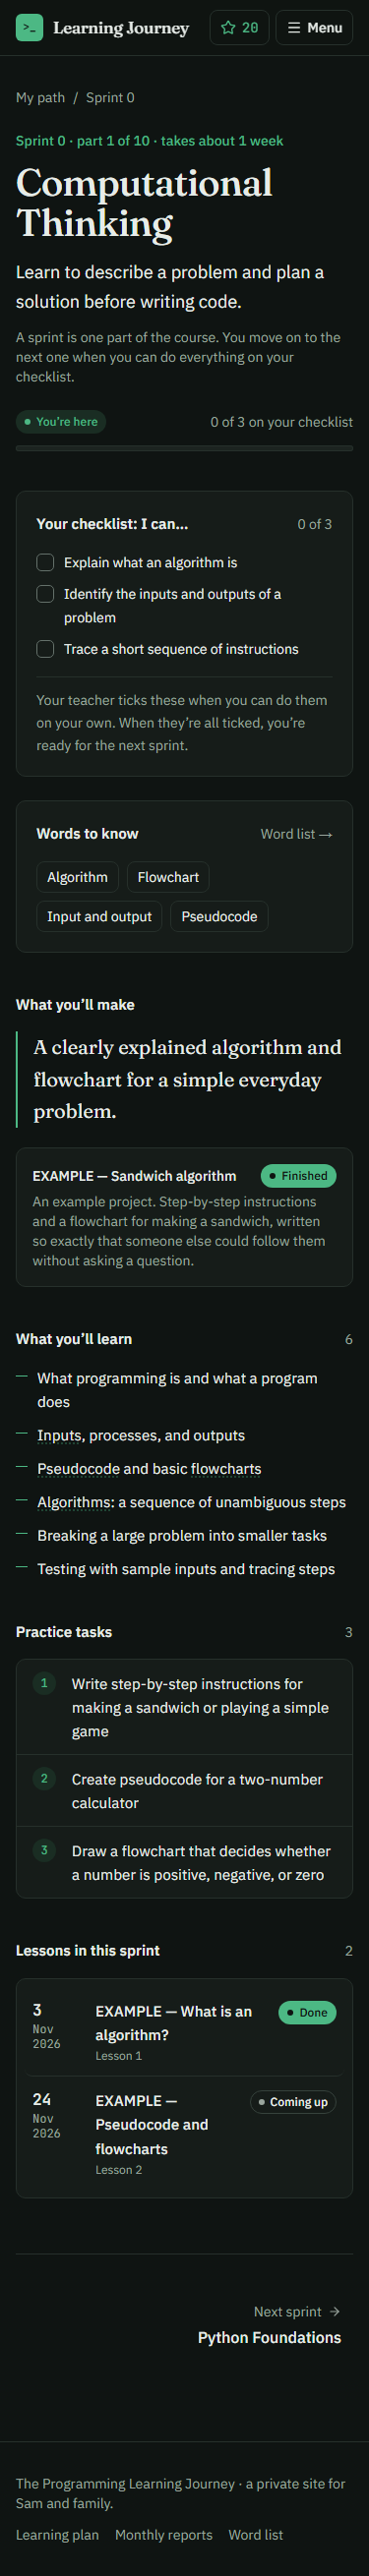 >_ Learning Journey 20 Menu
My path / Sprint 0
Sprint 0 · part 1 of 10 · takes about 1 week
Computational
Thinking
Learn to describe a problem and plan a
solution before writing code.
A sprint is one part of the course. You move on to the
next one when you can do everything on your
checklist.
You’re here 0 of 3 on your checklist
Your checklist: I can... 0 of 3
Explain what an algorithm is
Identify the inputs and outputs of a
problem
Trace a short sequence of instructions
Your teacher ticks these when you can do them
on your own. When they’re all ticked, you’re
ready for the next sprint.
Words to know Word list →
Algorithm Flowchart
Input and output Pseudocode
What you’ll make
A clearly explained algorithm and
flowchart for a simple everyday
problem.
EXAMPLE — Sandwich algorithm Finished
An example project. Step-by-step instructions
and a flowchart for making a sandwich, written
so exactly that someone else could follow them
without asking a question.
What you’ll learn 6
— What programming is and what a program
does
— Inputs, processes, and outputs
— Pseudocode and basic flowcharts
— Algorithms: a sequence of unambiguous steps
— Breaking a large problem into smaller tasks
— Testing with sample inputs and tracing steps
Practice tasks 3
1 Write step-by-step instructions for
making a sandwich or playing a simple
game
2 Create pseudocode for a two-number
calculator
3 Draw a flowchart that decides whether
a number is positive, negative, or zero
Lessons in this sprint 2
3 Nov 2026
EXAMPLE — What is an
algorithm?
Lesson 1
Done
24 Nov 2026
EXAMPLE —
Pseudocode and
flowcharts
Lesson 2
Coming up
Next sprint →
Python Foundations
The Programming Learning Journey · a private site for
Sam and family.
Learning plan Monthly reports Word list